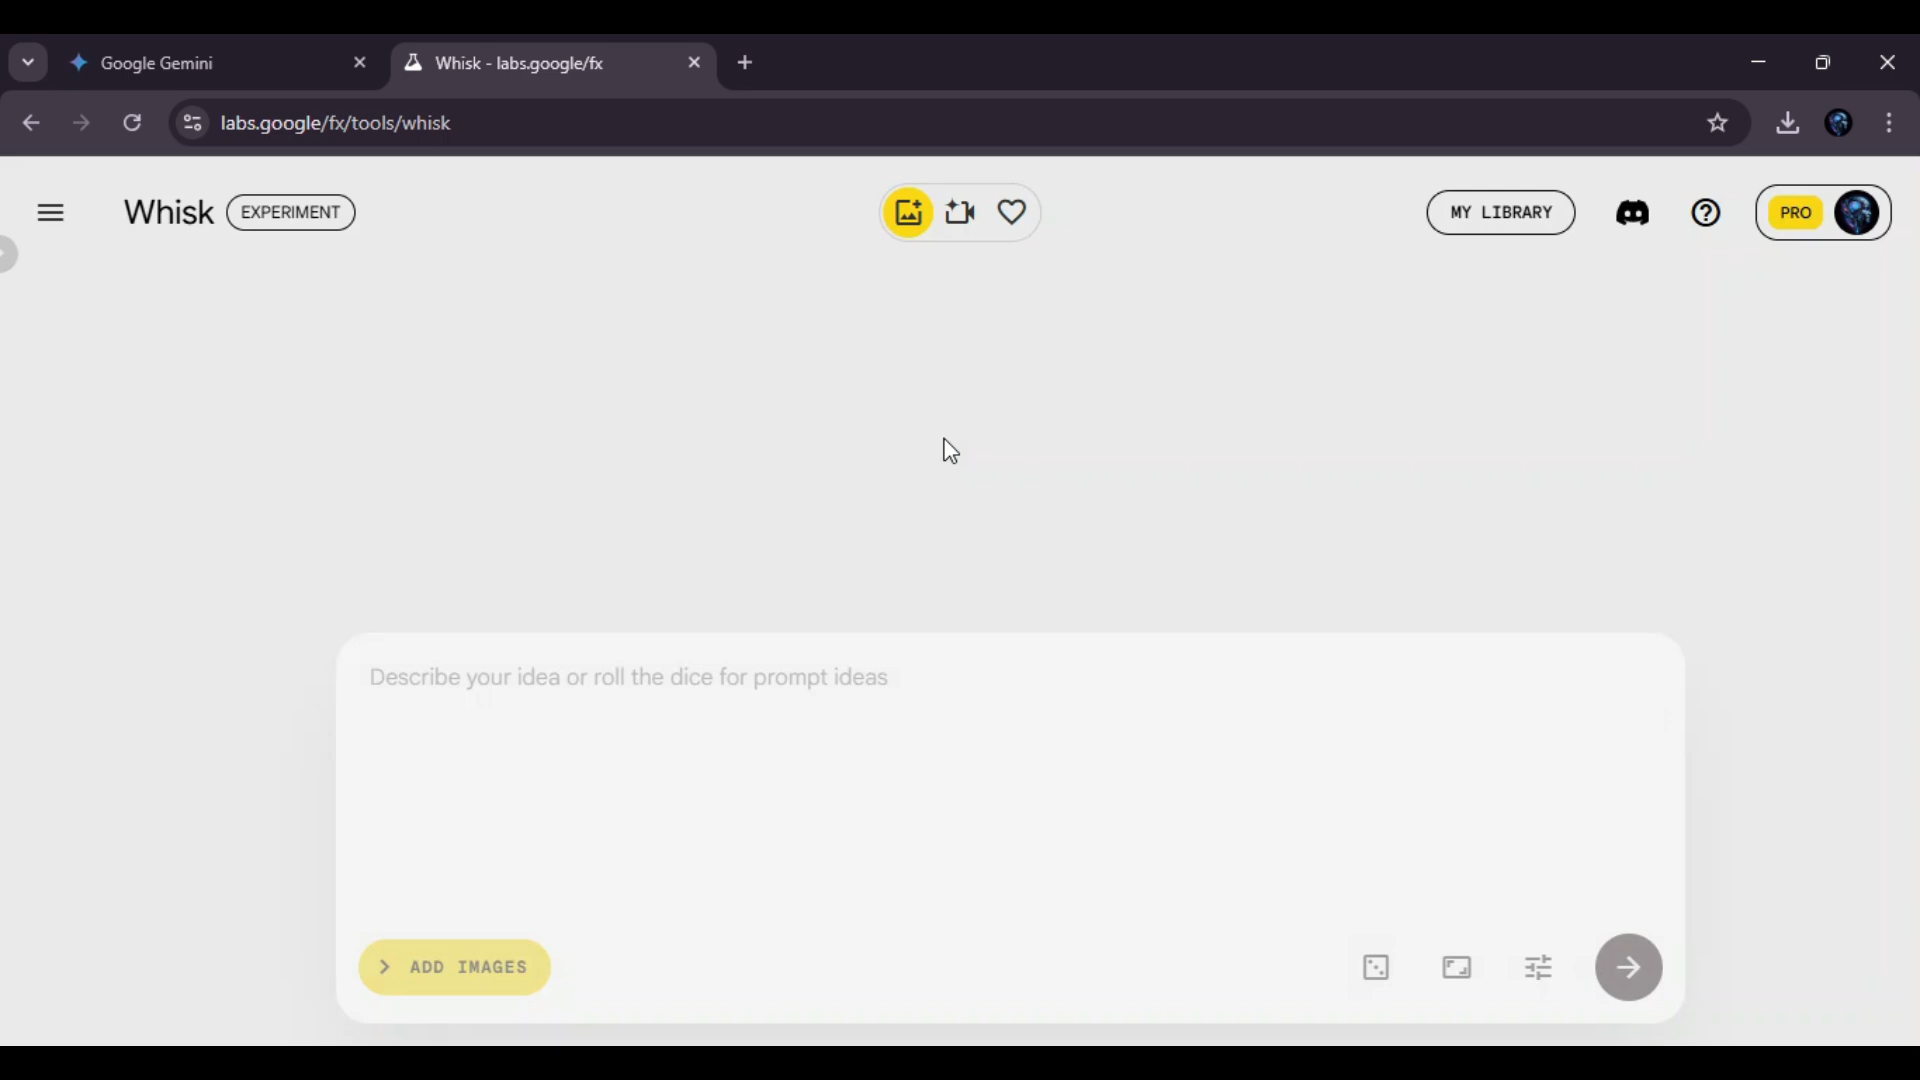 Google Gemini
Whisk - labs.google/fx
labs.google/fx/tools/whisk
Whisk
EXPERIMENT
MY LIBRARY
PRO
Describe your idea or roll the dice for prompt ideas
ADD IMAGES